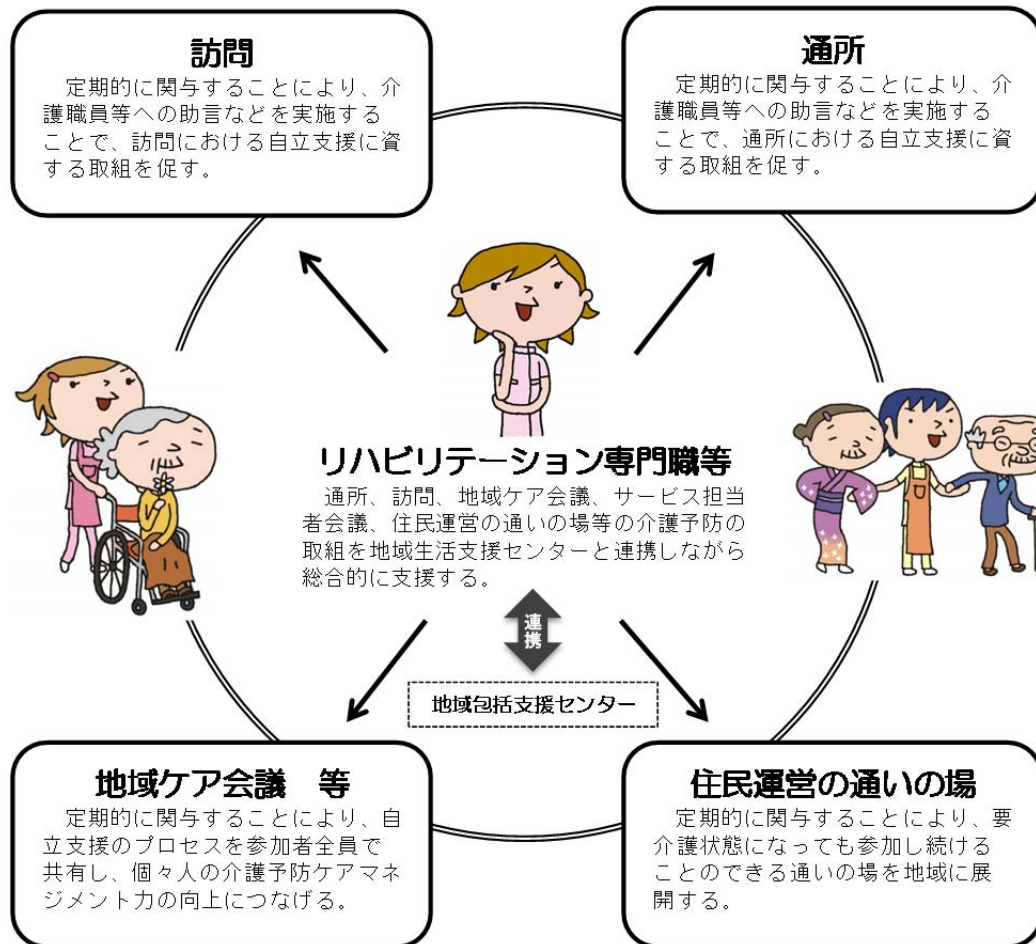 訪問
定期的に関与することにより、介
護職員等への助言などを実施する
ことで、訪問における自立支援に資
する取組を促す。
通所
定期的に関与することにより、介
護職員等への助言などを実施する
ことで、通所における自立支援に資
する取組を促す。
リハビリテーション専門職等
通所、訪問、地域ケア会議、サービス担当
者会議、住民運営の通いの場等の介護予防の
取組を地域生活支援センターと連携しながら
総合的に支援する。
連携
地域包括支援センター
地域ケア会議　等
定期的に関与することにより、自
立支援のプロセスを参加者全員で
共有し、個々人の介護予防ケアマネ
ジメント力の向上につなげる。
住民運営の通いの場
定期的に関与することにより、要
介護状態になっても参加し続ける
ことのできる通いの場を地域に展
開する。